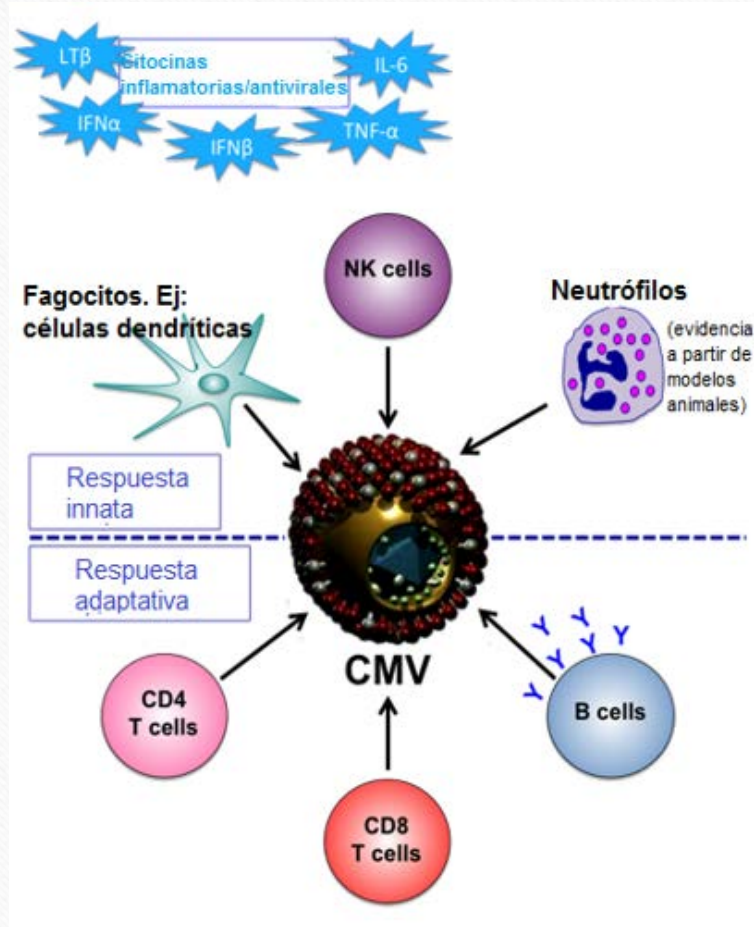 LTβ
Citocinas
inflamatorias/antivirales
IL-6
IFNα
IFNβ
TNF-α
NK cells
Fagocitos. Ej:
células dendríticas
Neutrófilos
(evidencia
a partir de
modelos
animales)
Respuesta
innata
Respuesta
adaptativa
CMV
CD4
T cells
B cells
CD8
T cells